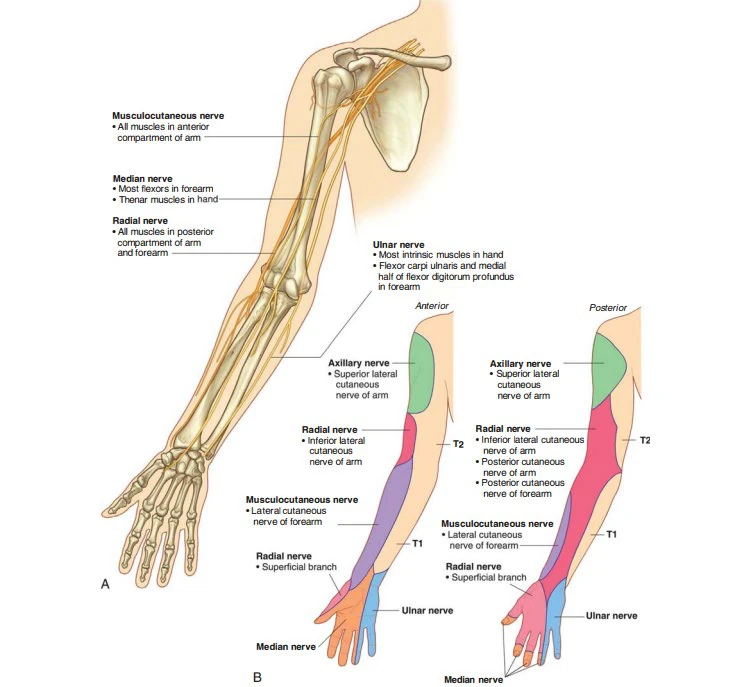 Musculocutaneous nerve
• All muscles in anterior
compartment of arm
Median nerve
• Most flexors in forearm
• Thenar muscles in hand
Radial nerve
• All muscles in posterior
compartment of arm
and forearm
Ulnar nerve
• Most intrinsic muscles in hand
• Flexor carpi ulnaris and medial
half of flexor digitorum profundus
in forearm
A
Anterior
Axillary nerve
• Superior lateral
cutaneous
nerve of arm
Radial nerve
• Inferior lateral
cutaneous
nerve of arm
T2
Musculocutaneous nerve
• Lateral cutaneous
nerve of forearm
T1
Radial nerve
• Superficial branch
Ulnar nerve
Median nerve
B
Posterior
Axillary nerve
• Superior lateral
cutaneous
nerve of arm
Radial nerve
• Inferior lateral cutaneous
nerve of arm
• Posterior cutaneous
nerve of arm
• Posterior cutaneous
nerve of forearm
T2
Musculocutaneous nerve
• Lateral cutaneous
nerve of forearm
T1
Radial nerve
• Superficial branch
Ulnar nerve
Median nerve